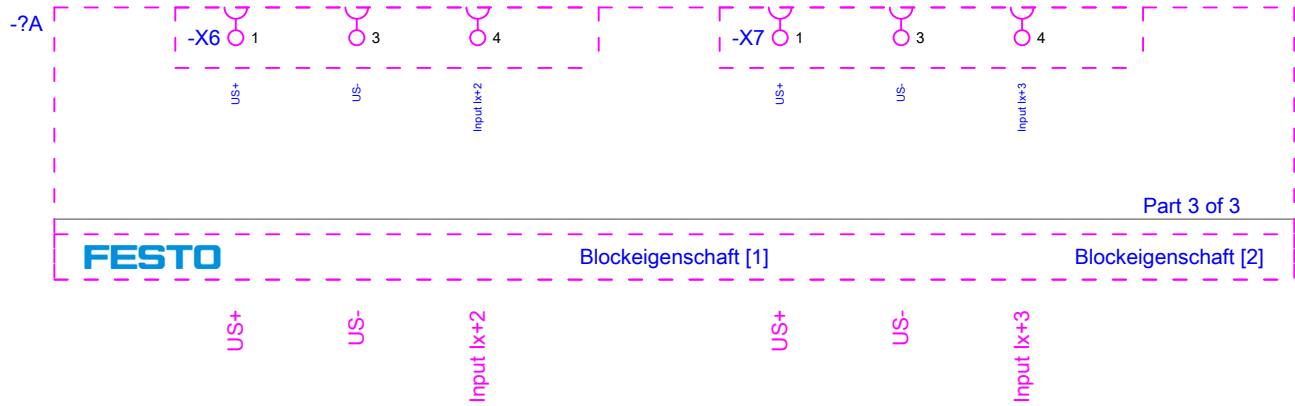 -?A
-X6 1 3 4 -X7 1 3 4
US+ US- Input Ix+2 US+ US- Input Ix+3
Part 3 of 3
FESTO Blockeigenschaft [1] Blockeigenschaft [2]
US+ US- Input Ix+2 US+ US- Input Ix+3